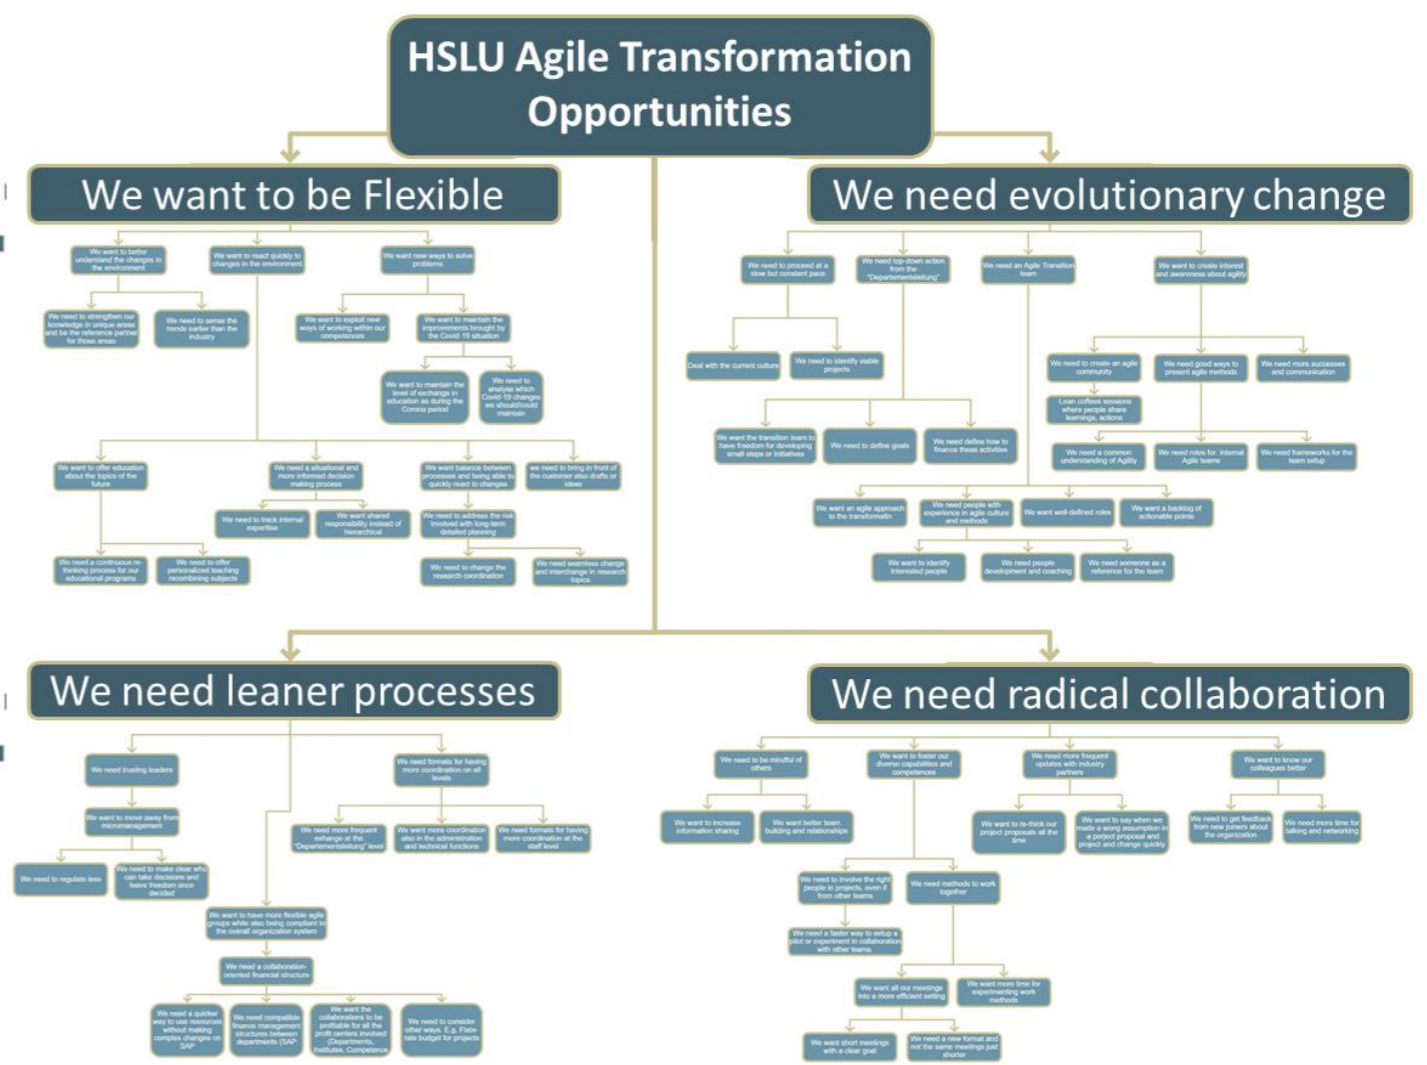 HSLU Agile Transformation
Opportunities
We want to be Flexible
We want to better
understand the changes in
the environment
We want to react quickly to
changes in the environment
We want new ways to solve
problems
We need to strengthen our
knowledge in unique areas
and be the reference partner
for those areas
We need to sense the
trends earlier than the
industry
We want to exploit new
ways of working within our
competences
We want to maintain the
improvements brought by
the Covid-19 situation
We want to maintain the
level of exchange in
education as during the
Corona period
We need to
analyse which
Covid-19 changes
we should/could
maintain
We want to offer education
about the topics of the
future
We need a situational and
more informed decision
making process
We want balance between
processes and being able to
quickly react to changes
we need to bring in front of
the customer also drafts or
ideas
We need to track internal
expertise
We want shared
responsibility instead of
hierarchical
We need to address the risk
involved with long-term
detailed planning
We need a continuous re-
thinking process for our
educational programs
We need to offer
personalized teaching
recombining subjects
We need to change the
research coordination
We need seamless change
and interchange in research
topics
We need evolutionary change
We need to proceed at a
slow but constant pace
We need top-down action
from the
"Departementsleitung"
We need an Agile Transition
team
We want to create interest
and awareness about agility
Deal with the current culture
We need to identify viable
projects
We need to create an agile
community
We need good ways to
present agile methods
We need more successes
and communication
-Lean coffees sessions
where people share
learnings, actions
We want the transition team to
have freedom for developing
small steps or initiatives
We need to define goals
We need define how to
finance these activities
We need a common
understanding of Agility
We need roles for internal
Agile teams
We need frameworks for the
team setup
We want an agile approach
to the transformatin
We need people with
experience in agile culture
and methods
We want well-defined roles
We want a backlog of
actionable points
We want to identify
interested people
We need people
development and coaching
We need someone as a
reference for the team
We need leaner processes
We need trusting leaders
We need formats for having
more coordination on all
levels
We want to move away from
micromanagement
We need more frequent
exhange at the
"Departementsleitung" level
We want more coordination
also in the administration
and technical functions
We need formats for having
more coordination at the
staff level
We need to regulate less
We need to make clear who
can take decisions and
leave freedom once
decided
We want to have more flexible agile
groups while also being compliant to
the overall organization system
We need a collaboration-
oriented financial structure
We need a quicker
way to use resources
without making
complex changes on
SAP
We need compatible
finance management
structures between
departments (SAP
We want the
collaborations to be
profitiable for all the
profit centers involved
(Departments,
Institutes, Competence
We need to consider
other ways. E.g. Flate-
rate budget for projects
We need radical collaboration
We need to be mindful of
others
We want to foster our
diverse capabilities and
competences
We need more frequent
updates with industry
partners
We want to know our
colleagues better
We want to increase
information sharing
We want better team
building and relationships
We want to re-think our
project proposals all the
time
We want to say when we
made a wrong assumption in
a porject proposal and
project and change quickly
We need to get feedback
from new joiners about
the organization
We need more time for
talking and networking
We need to involve the right
people in projects, even if
from other teams
We need methods to work
together
We need a faster way to setup a
pilot or experiment in collaboration
with other teams.
We want all our meetings
into a more efficient setting
We want more time for
experimenting work
methods
We want short meetings
with a clear goal
We need a new format and
not the same meetings just
shorter